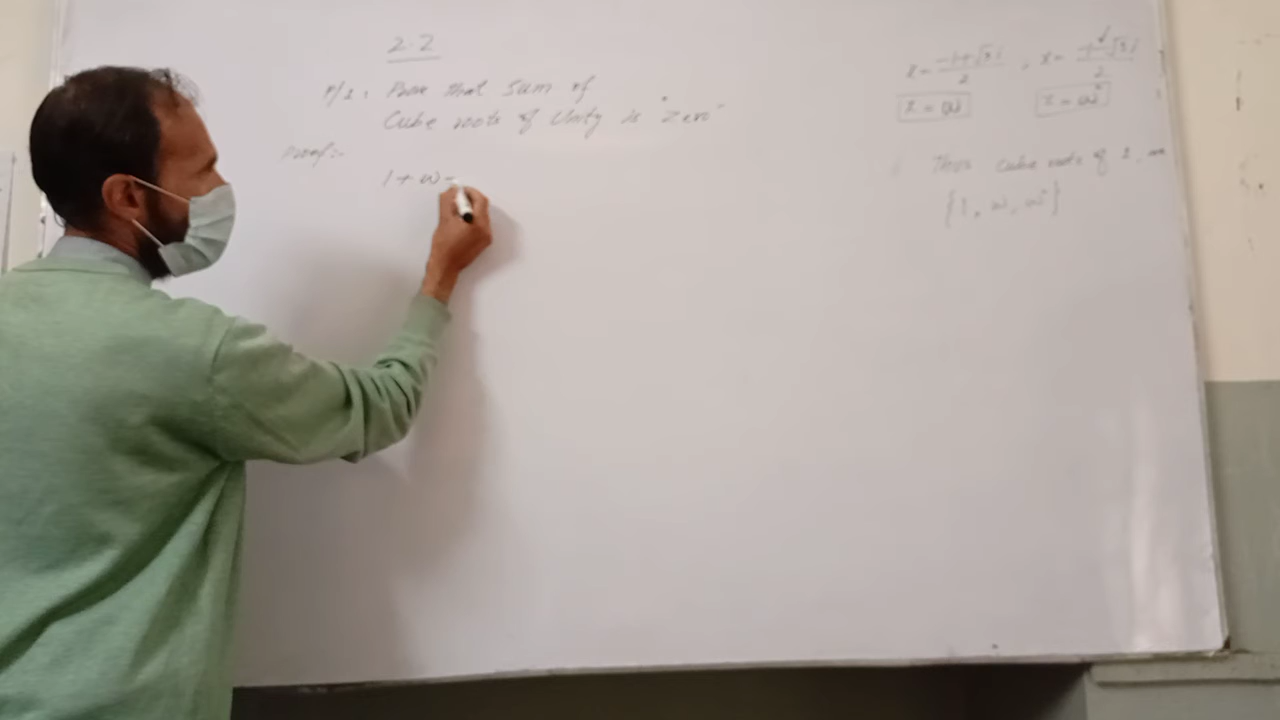 2.2
P/1: Prove that sum of
Cube roots of Unity is "Zero"
Proof:-
1 + ω
x = -1+√3i/2 , x = -1-√3i/2
x = ω x = ω²
Thus cube roots of 1, are
{1, ω, ω²}